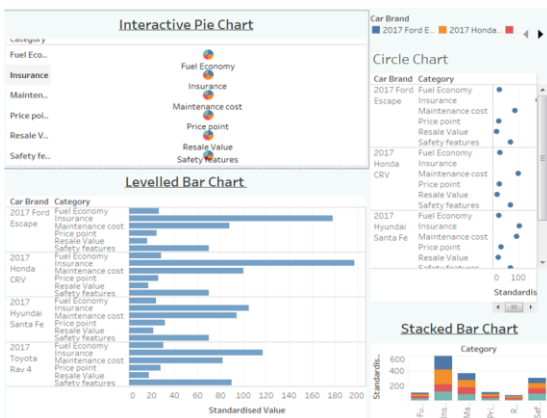 Interactive Pie Chart
Category
Fuel Eco..
Fuel Economy
Insurance
Insurance
Mainten..
Maintenance cost
Price poi..
Price point
Resale V..
Resale Value
Safety fe..
Safety features
Levelled Bar Chart
Car Brand Category
2017 Ford Escape
Fuel Economy
Insurance
Maintenance cost
Price point
Resale Value
Safety features
2017 Honda CRV
Fuel Economy
Insurance
Maintenance cost
Price point
Resale Value
Safety features
2017 Hyundai Santa Fe
Fuel Economy
Insurance
Maintenance cost
Price point
Resale Value
Safety features
2017 Toyota Rav 4
Fuel Economy
Insurance
Maintenance cost
Price point
Resale Value
Safety features
0 20 40 60 80 100 120 140 160 180 200
Standardised Value
Car Brand
2017 Ford E.. 2017 Honda..
Circle Chart
Car Brand Category
2017 Ford Escape
Fuel Economy
Insurance
Maintenance cost
Price point
Resale Value
Safety features
2017 Honda CRV
Fuel Economy
Insurance
Maintenance cost
Price point
Resale Value
Safety features
2017 Hyundai Santa Fe
Fuel Economy
Insurance
Maintenance cost
Price point
Resale Value
Safety features
0 100
Standardis
Stacked Bar Chart
Category
Standardis..
600
400
200
Fu..
Ins..
Ma..
Pri..
R..
Saf